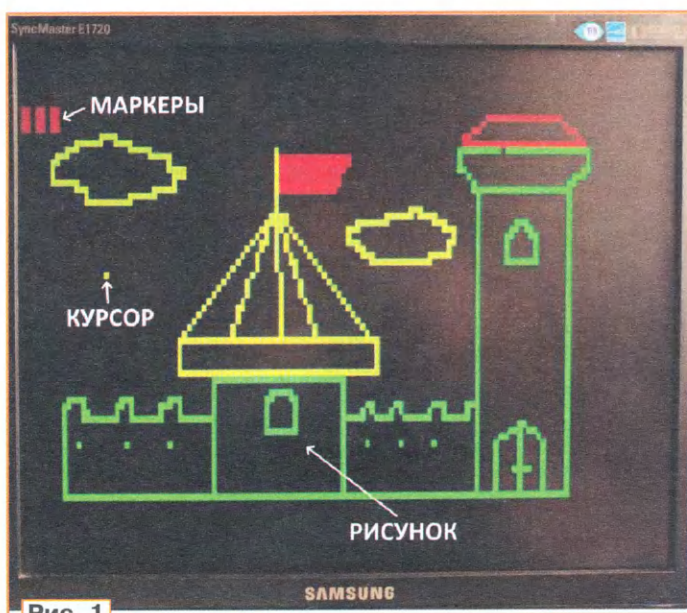 SyncMaster E1720
МАРКЕРЫ
КУРСОР
РИСУНОК
SAMSUNG
Рис. 1